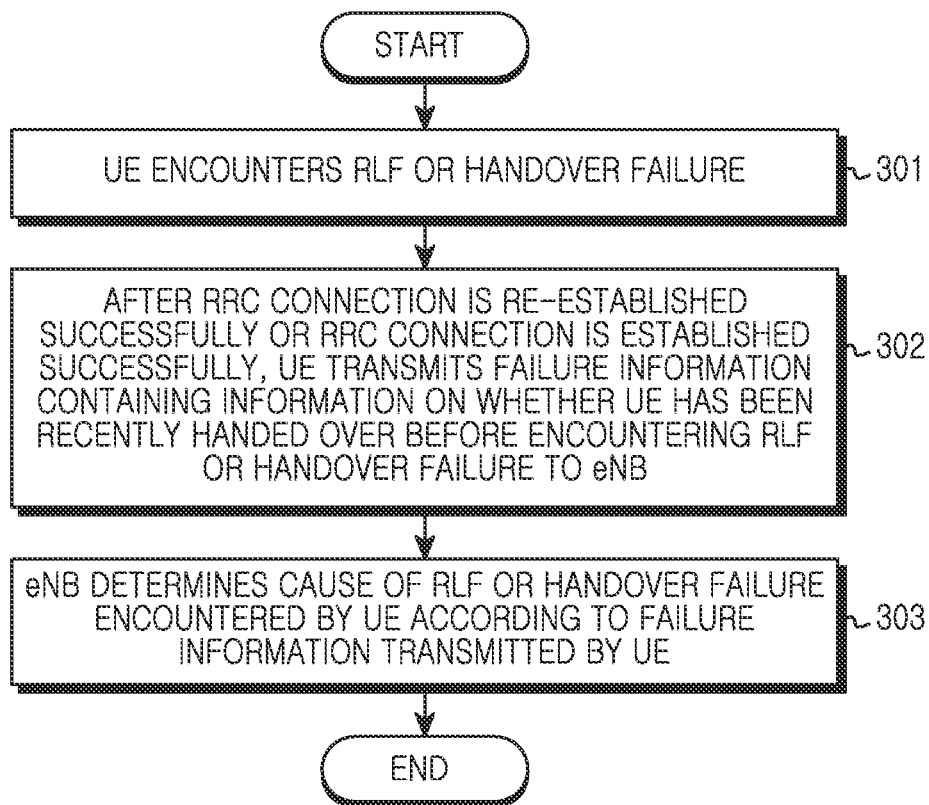 START
UE ENCOUNTERS RLF OR HANDOVER FAILURE
301
AFTER RRC CONNECTION IS RE-ESTABLISHED
SUCCESSFULLY OR RRC CONNECTION IS ESTABLISHED
SUCCESSFULLY, UE TRANSMITS FAILURE INFORMATION
CONTAINING INFORMATION ON WHETHER UE HAS BEEN
RECENTLY HANDED OVER BEFORE ENCOUNTERING RLF
OR HANDOVER FAILURE TO eNB
302
eNB DETERMINES CAUSE OF RLF OR HANDOVER FAILURE
ENCOUNTERED BY UE ACCORDING TO FAILURE
INFORMATION TRANSMITTED BY UE
303
END